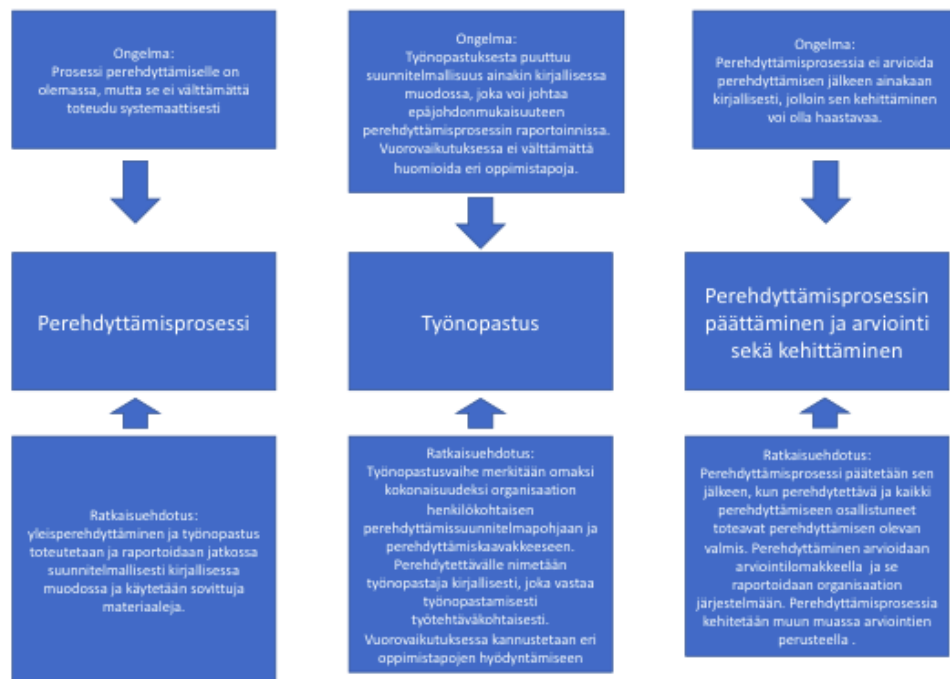 Ongelma:
Prosessi perehdyttämiselle on
olemassa, mutta se ei välttämättä
toteudu systemaattisesti
Perehdyttämisprosessi
Ratkaisuehdotus:
yleisperehdyttäminen ja työnopastus
toteutetaan ja raportoidaan jatkossa
suunnitelmallisesti kirjallisessa
muodossa ja käytetään sovittuja
materiaaleja.
Ongelma:
Työnopastuksesta puuttuu
suunnitelmallisuus ainakin kirjallisessa
muodossa, joka voi johtaa
epäjohdonmukaisuuteen
perehdyttämisprosessin raportoinnissa.
Vuorovaikutuksessa ei välttämättä
huomioida eri oppimistapoja.
Työnopastus
Ratkaisuehdotus:
Työnopastusvaihe merkitään omaksi
kokonaisuudeksi organisaation
henkilökohtaisen
perehdyttämissuunnitelmapohjaan ja
perehdyttämiskaavakkeeseen.
Perehdytettävälle nimetään
työnopastaja kirjallisesti, joka vastaa
työnopastamisesti
työtehtäväkohtaisesti.
Vuorovaikutuksessa kannustetaan eri
oppimistapojen hyödyntämiseen
Ongelma:
Perehdyttämisprosessia ei arvioida
perehdyttämisen jälkeen ainakaan
kirjallisesti, jolloin sen kehittäminen
voi olla haastavaa.
Perehdyttämisprosessin
päättäminen ja arviointi
sekä kehittäminen
Ratkaisuehdotus:
Perehdyttämisprosessi päätetään sen
jälkeen, kun perehdytettävä ja kaikki
perehdyttämiseen osallistuneet
toteavat perehdyttämisen olevan
valmis. Perehdyttäminen arvioidaan
arviointilomakkeella ja se
raportoidaan organisaation
järjestelmään. Perehdyttämisprosessia
kehitetään muun muassa arviointien
perusteella .